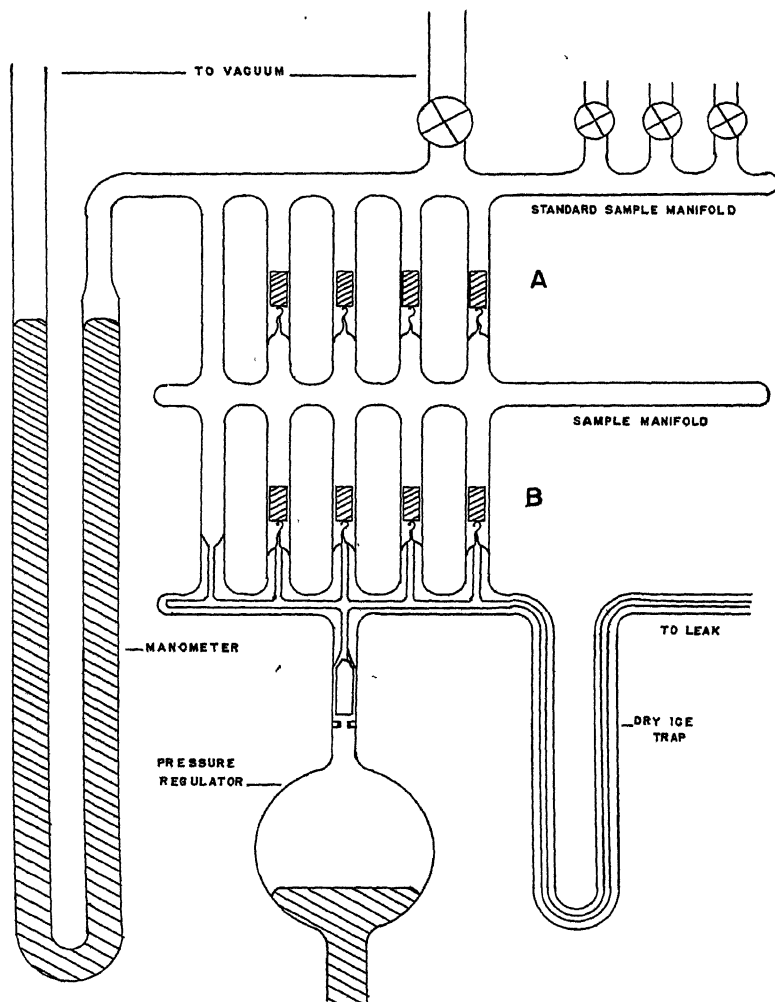 TO VACUUM
STANDARD SAMPLE MANIFOLD
A
SAMPLE MANIFOLD
B
TO LEAK
MANOMETER
DRY ICE
TRAP
PRESSURE
REGULATOR